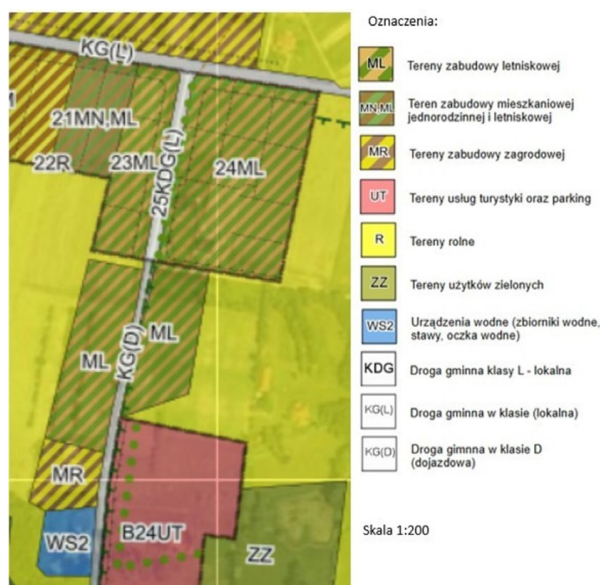 KG(L)
21MN,ML
22R
23ML
25KDG(L)
24ML
ML
KG(D)
ML
MR
B24UT
WS2
ZZ
Oznaczenia:
ML Tereny zabudowy letniskowej
MN,ML Teren zabudowy mieszkaniowej
jednorodzinnej i letniskowej
MR Tereny zabudowy zagrodowej
UT Tereny usług turystyki oraz parking
R Tereny rolne
ZZ Tereny użytków zielonych
WS2 Urządzenia wodne (zbiorniki wodne,
stawy, oczka wodne)
KDG Droga gminna klasy L - lokalna
KG(L) Droga gminna w klasie (lokalna)
KG(D) Droga gimnna w klasie D
(dojazdowa)
Skala 1:200